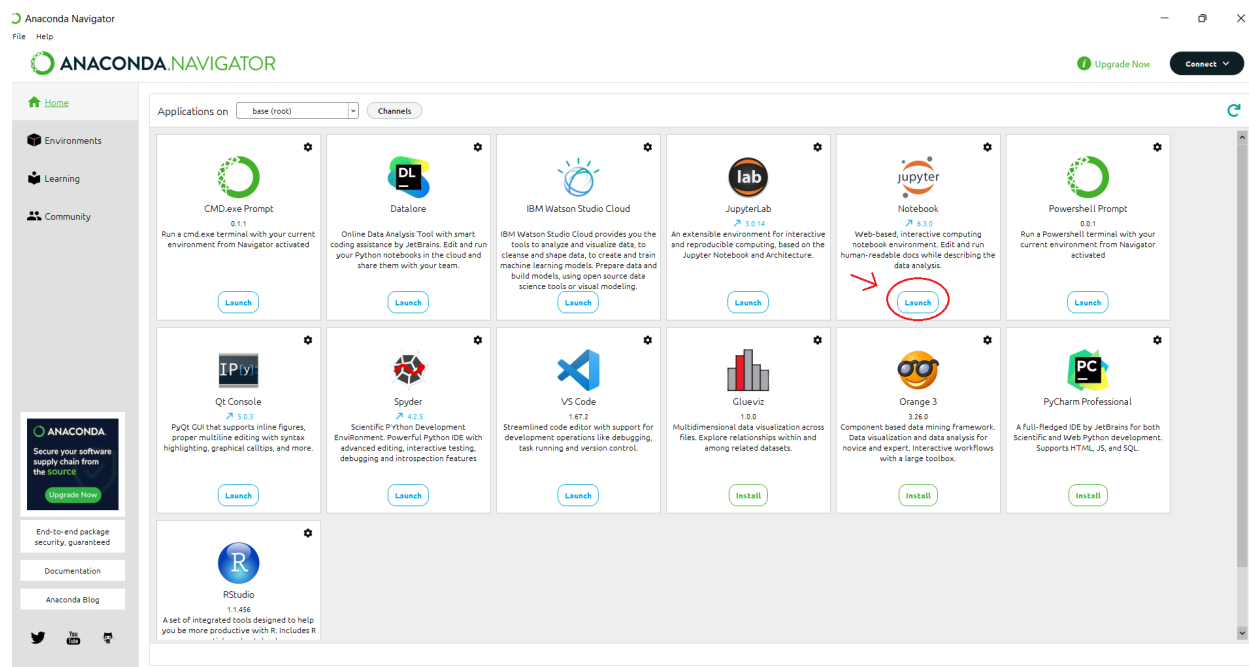 Anaconda Navigator
File Help
ANACONDA.NAVIGATOR
Upgrade Now
Connect
Home
Environments
Learning
Community
Applications on base (root) Channels
CMD.exe Prompt
0.1.1
Run a cmd.exe terminal with your current
environment from Navigator activated
Launch
DL
Datalore
Online Data Analysis Tool with smart
coding assistance by JetBrains. Edit and run
your Python notebooks in the cloud and
share them with your team.
Launch
IBM Watson Studio Cloud
IBM Watson Studio Cloud provides you the
tools to analyze and visualize data, to
cleanse and shape data, to create and train
machine learning models. Prepare data and
build models, using open source data
science tools or visual modeling.
Launch
lab
JupyterLab
3.0.14
An extensible environment for interactive
and reproducible computing, based on the
Jupyter Notebook and Architecture.
Launch
jupyter
Notebook
6.3.0
Web-based, interactive computing
notebook environment. Edit and run
human-readable docs while describing the
data analysis.
Launch
Powershell Prompt
0.0.1
Run a Powershell terminal with your
current environment from Navigator
activated
Launch
IP[y]:
Qt Console
5.0.3
PyQt GUI that supports inline figures,
proper multiline editing with syntax
highlighting, graphical calltips, and more.
Launch
Spyder
4.2.5
Scientific PYthon Development
EnviRonment. Powerful Python IDE with
advanced editing, interactive testing,
debugging and introspection features
Launch
VS Code
1.67.2
Streamlined code editor with support for
development operations like debugging,
task running and version control.
Launch
Glueviz
1.0.0
Multidimensional data visualization across
files. Explore relationships within and
among related datasets.
Install
Orange 3
3.26.0
Component based data mining framework.
Data visualization and data analysis for
novice and expert. Interactive workflows
with a large toolbox.
Install
PC
PyCharm Professional
A full-fledged IDE by JetBrains for both
Scientific and Web Python development.
Supports HTML, JS, and SQL.
Install
R
RStudio
1.1.456
A set of integrated tools designed to help
you be more productive with R. Includes R
ANACONDA.
Secure your software
supply chain from
the source
Upgrade Now
End-to-end package
security, guaranteed
Documentation
Anaconda Blog
You
Tube